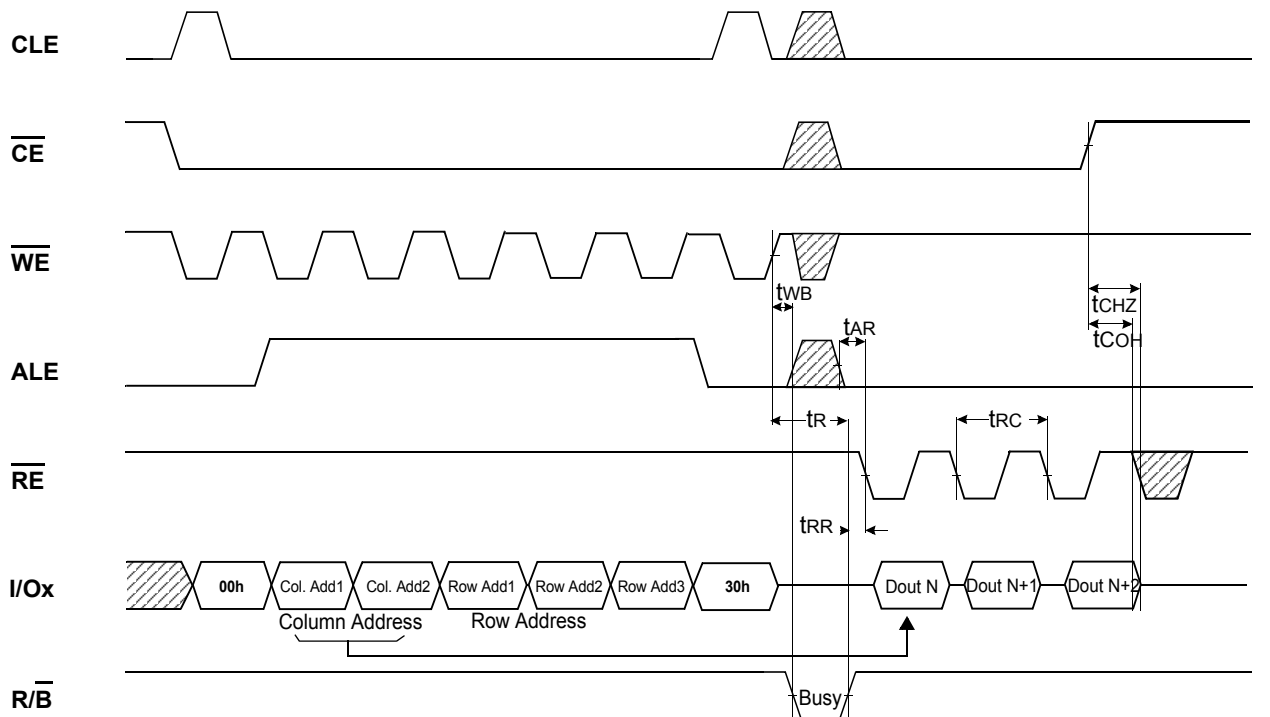 CLE
CE
WE
tWB
tCHZ
tAR
tCOH
ALE
tR
tRC
RE
tRR
I/Ox
00h
Col. Add1
Col. Add2
Row Add1
Row Add2
Row Add3
30h
Dout N
Dout N+1
Dout N+2
Column Address
Row Address
R/B
Busy